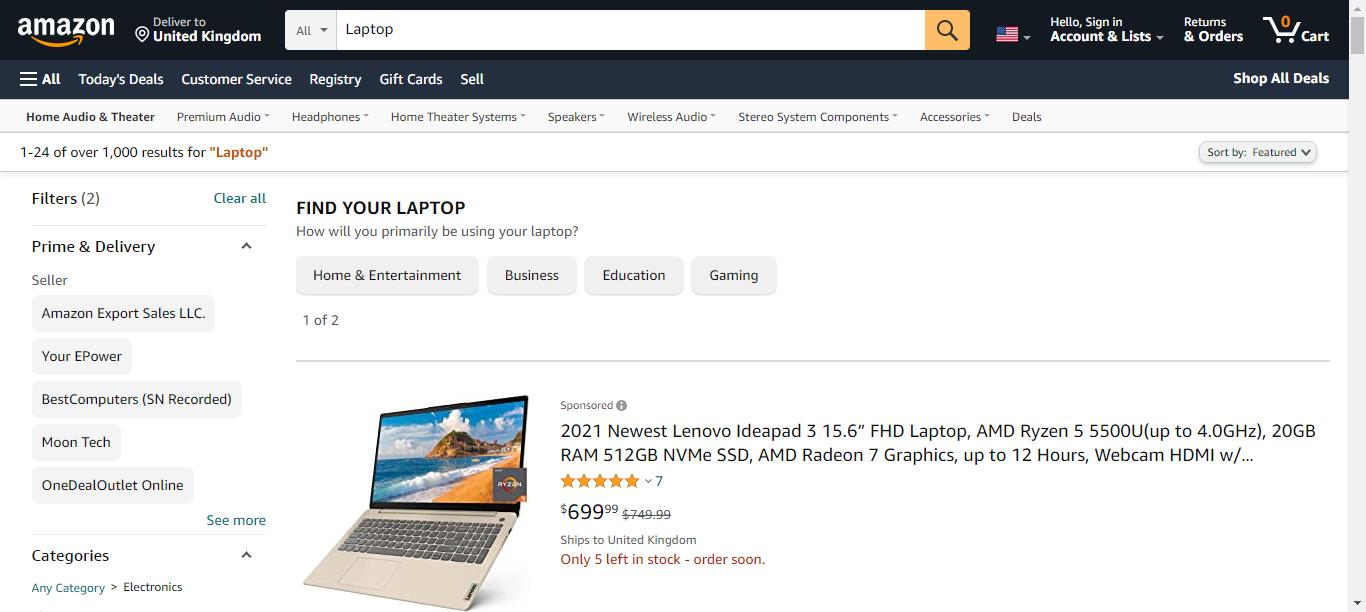 amazon
Deliver to
United Kingdom
All
Laptop
Hello, Sign in
Account & Lists
Returns
& Orders
0
Cart
All
Today's Deals
Customer Service
Registry
Gift Cards
Sell
Shop All Deals
Home Audio & Theater
Premium Audio
Headphones
Home Theater Systems
Speakers
Wireless Audio
Stereo System Components
Accessories
Deals
1-24 of over 1,000 results for "Laptop"
Sort by: Featured
Filters (2)
Clear all
Prime & Delivery
Seller
Amazon Export Sales LLC.
Your EPower
BestComputers (SN Recorded)
Moon Tech
OneDealOutlet Online
See more
Categories
Any Category > Electronics
FIND YOUR LAPTOP
How will you primarily be using your laptop?
Home & Entertainment
Business
Education
Gaming
1 of 2
RYZEN
Lenovo
Sponsored
2021 Newest Lenovo Ideapad 3 15.6” FHD Laptop, AMD Ryzen 5 5500U(up to 4.0GHz), 20GB
RAM 512GB NVMe SSD, AMD Radeon 7 Graphics, up to 12 Hours, Webcam HDMI w/...
7
$69999 $749.99
Ships to United Kingdom
Only 5 left in stock - order soon.